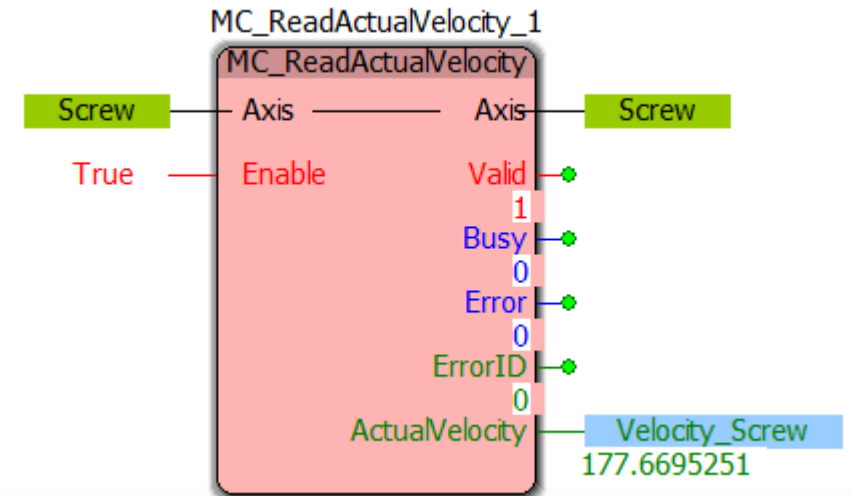 MC_ReadActualVelocity_1
MC_ReadActualVelocity
Screw Axis Axis Screw
True Enable Valid
1
Busy
0
Error
0
ErrorID
0
ActualVelocity Velocity_Screw
177.6695251